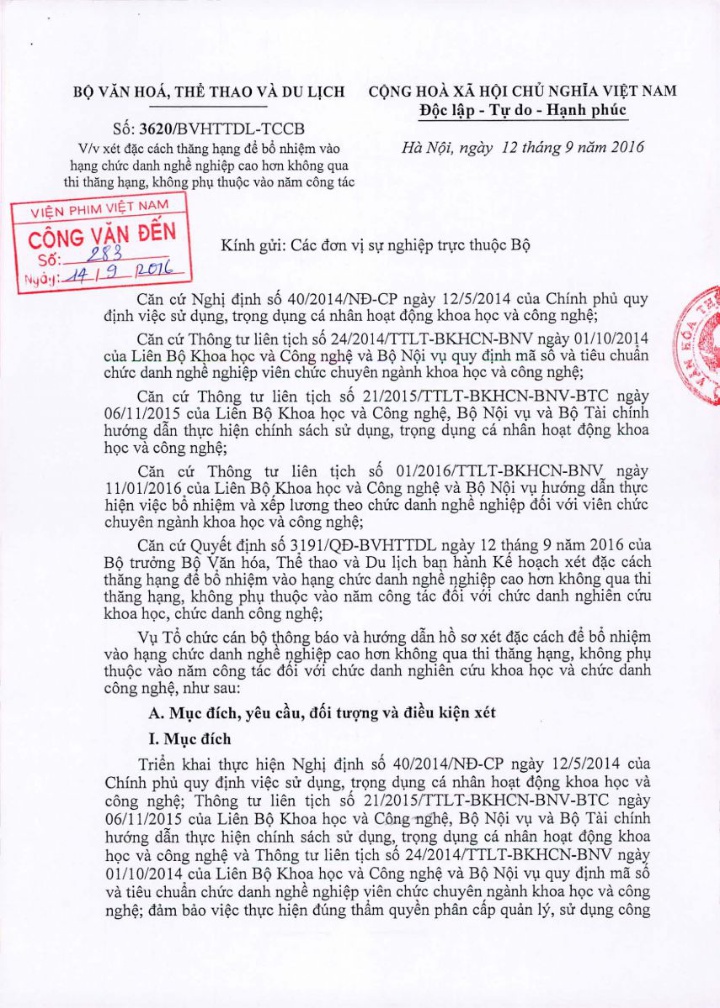 BỘ VĂN HOÁ, THỂ THAO VÀ DU LỊCH
CỘNG HOÀ XÃ HỘI CHỦ NGHĨA VIỆT NAM
Độc lập - Tự do - Hạnh phúc
Số: 3620/BVHTTDL-TCCB
V/v xét đặc cách thăng hạng để bổ nhiệm vào
hạng chức danh nghề nghiệp cao hơn không qua
thi thăng hạng, không phụ thuộc vào năm công tác
Hà Nội, ngày 12 tháng 9 năm 2016
VIỆN PHIM VIỆT NAM
CÔNG VĂN ĐẾN
Số: 283
Ngày: 14/9/2016
Kính gửi: Các đơn vị sự nghiệp trực thuộc Bộ
Căn cứ Nghị định số 40/2014/NĐ-CP ngày 12/5/2014 của Chính phủ quy
định việc sử dụng, trọng dụng cá nhân hoạt động khoa học và công nghệ;
Căn cứ Thông tư liên tịch số 24/2014/TTLT-BKHCN-BNV ngày 01/10/2014
của Liên Bộ Khoa học và Công nghệ và Bộ Nội vụ quy định mã số và tiêu chuẩn
chức danh nghề nghiệp viên chức chuyên ngành khoa học và công nghệ;
Căn cứ Thông tư liên tịch số 21/2015/TTLT-BKHCN-BNV-BTC ngày
06/11/2015 của Liên Bộ Khoa học và Công nghệ, Bộ Nội vụ và Bộ Tài chính
hướng dẫn thực hiện chính sách sử dụng, trọng dụng cá nhân hoạt động khoa
học và công nghệ;
Căn cứ Thông tư liên tịch số 01/2016/TTLT-BKHCN-BNV ngày
11/01/2016 của Liên Bộ Khoa học và Công nghệ và Bộ Nội vụ hướng dẫn thực
hiện việc bổ nhiệm và xếp lương theo chức danh nghề nghiệp đối với viên chức
chuyên ngành khoa học và công nghệ;
Căn cứ Quyết định số 3191/QĐ-BVHTTDL ngày 12 tháng 9 năm 2016 của
Bộ trưởng Bộ Văn hóa, Thể thao và Du lịch ban hành Kế hoạch xét đặc cách
thăng hạng để bổ nhiệm vào hạng chức danh nghề nghiệp cao hơn không qua thi
thăng hạng, không phụ thuộc vào năm công tác đối với chức danh nghiên cứu
khoa học, chức danh công nghệ;
Vụ Tổ chức cán bộ thông báo và hướng dẫn hồ sơ xét đặc cách để bổ nhiệm
vào hạng chức danh nghề nghiệp cao hơn không qua thi thăng hạng, không phụ
thuộc vào năm công tác đối với chức danh nghiên cứu khoa học và chức danh
công nghệ, như sau:
A. Mục đích, yêu cầu, đối tượng và điều kiện xét
I. Mục đích
Triển khai thực hiện Nghị định số 40/2014/NĐ-CP ngày 12/5/2014 của
Chính phủ quy định việc sử dụng, trọng dụng cá nhân hoạt động khoa học và
công nghệ; Thông tư liên tịch số 21/2015/TTLT-BKHCN-BNV-BTC ngày
06/11/2015 của Liên Bộ Khoa học và Công nghệ, Bộ Nội vụ và Bộ Tài chính
hướng dẫn thực hiện chính sách sử dụng, trọng dụng cá nhân hoạt động khoa
học và công nghệ và Thông tư liên tịch số 24/2014/TTLT-BKHCN-BNV ngày
01/10/2014 của Liên Bộ Khoa học và Công nghệ và Bộ Nội vụ quy định mã số
và tiêu chuẩn chức danh nghề nghiệp viên chức chuyên ngành khoa học và công
nghệ; đảm bảo việc thực hiện đúng thẩm quyền phân cấp quản lý, sử dụng công